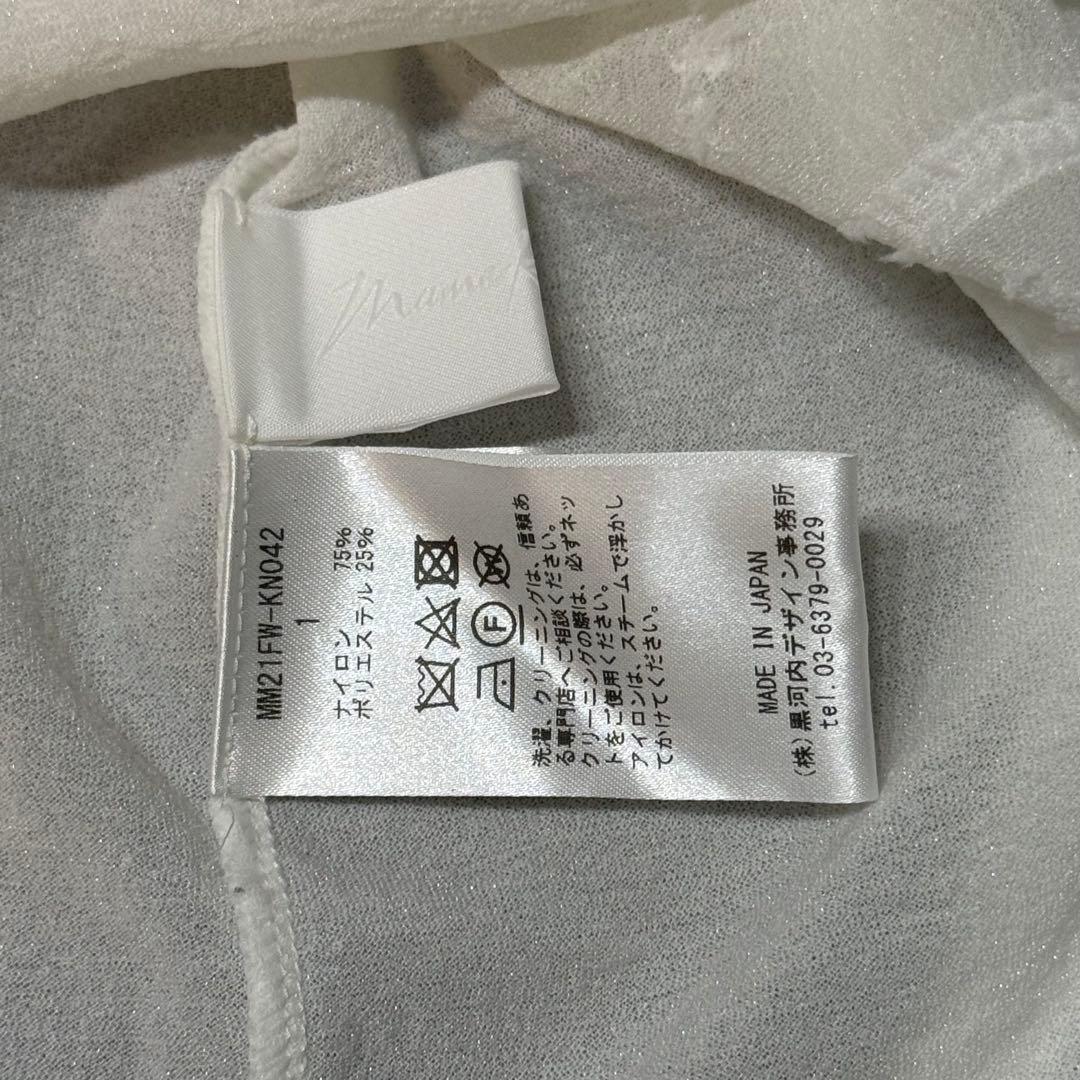 MM21FW-KN042
1
ナイロン 75%
ポリエステル 25%
F
W
洗濯、クリーニングは、信頼あ
る専門店へご相談ください。
クリーニングの際は、必ずネッ
トをご使用ください。
アイロンは、スチームで浮かし
てかけてください。
MADE IN JAPAN
(株)黒河内デザイン事務所
tel.03-6379-0029